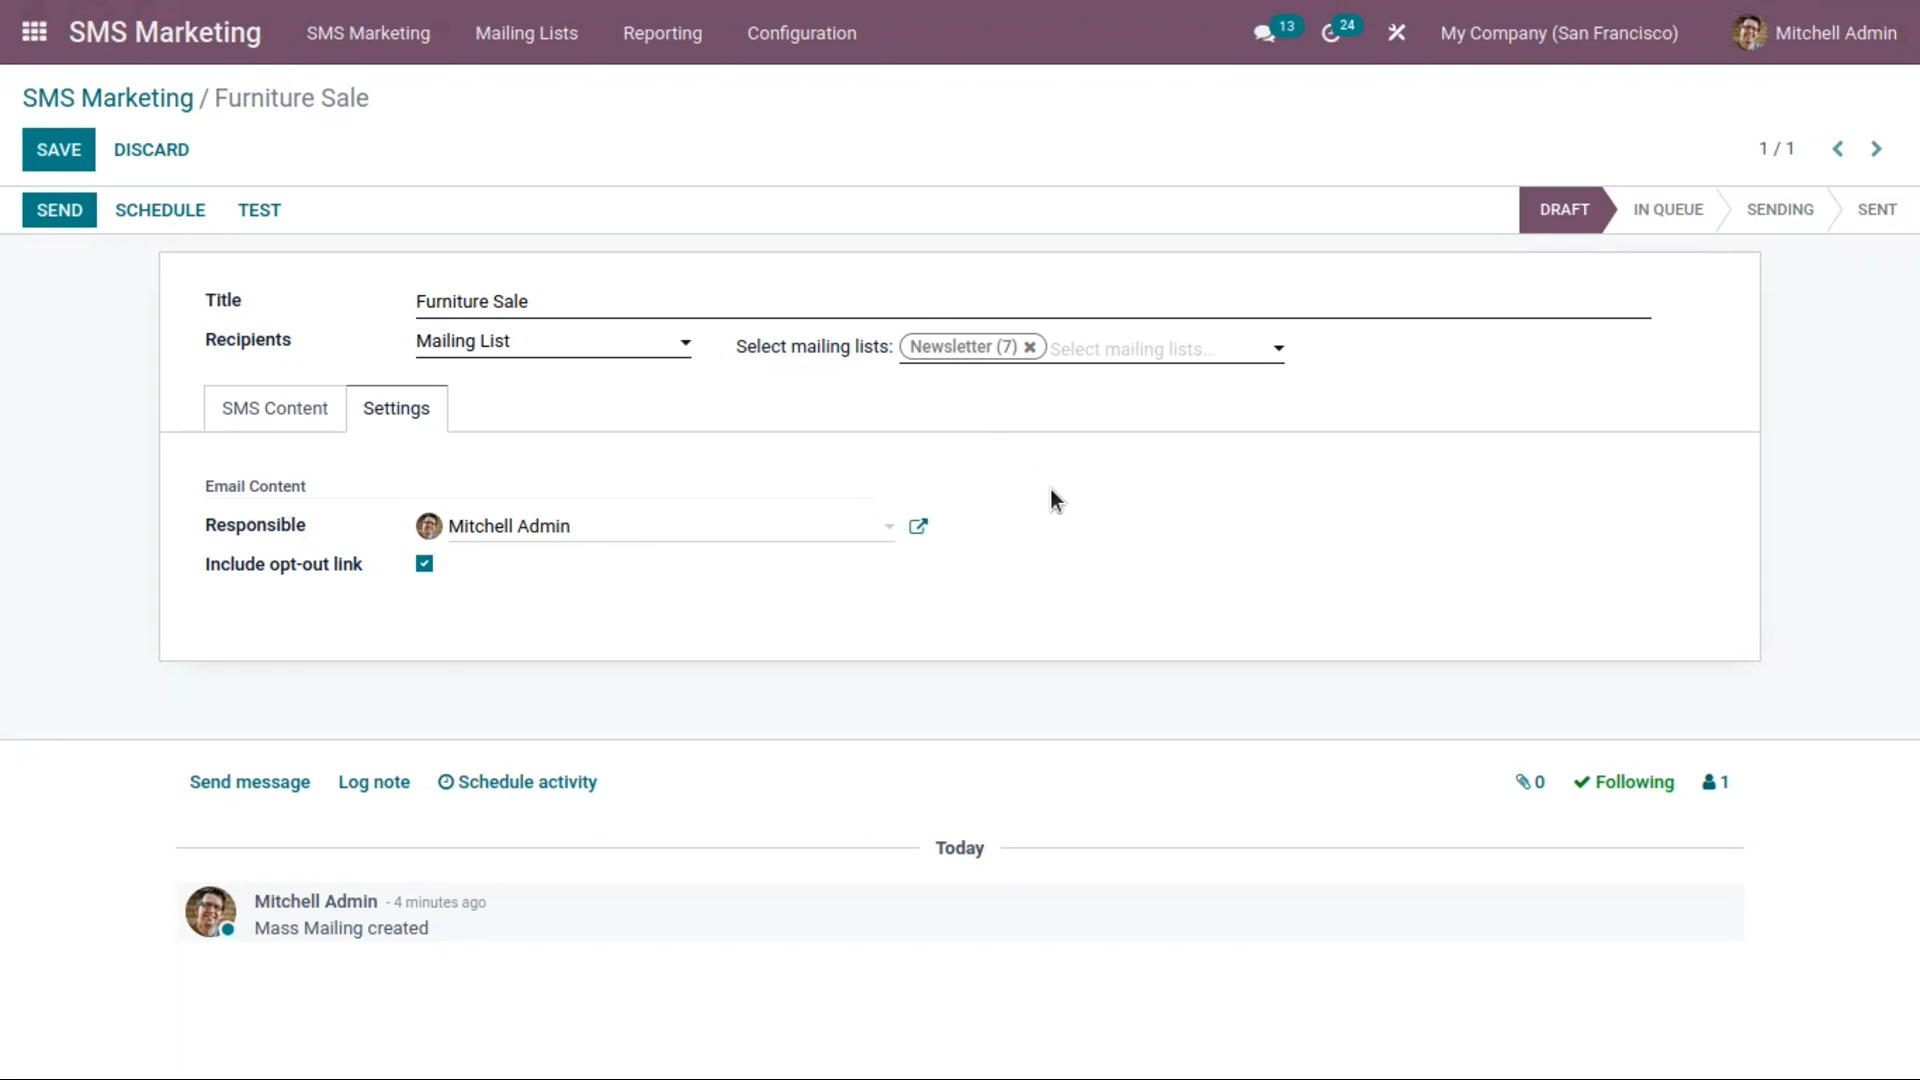 SMS Marketing SMS Marketing Mailing Lists Reporting Configuration 13 24 My Company (San Francisco) Mitchell Admin
SMS Marketing / Furniture Sale
SAVE DISCARD 1 / 1
SEND SCHEDULE TEST DRAFT IN QUEUE SENDING SENT
Title Furniture Sale
Recipients Mailing List Select mailing lists: Newsletter (7) Select mailing lists...
SMS Content Settings
Email Content
Responsible Mitchell Admin
Include opt-out link
Send message Log note Schedule activity 0 Following 1
Today
Mitchell Admin - 4 minutes ago
Mass Mailing created